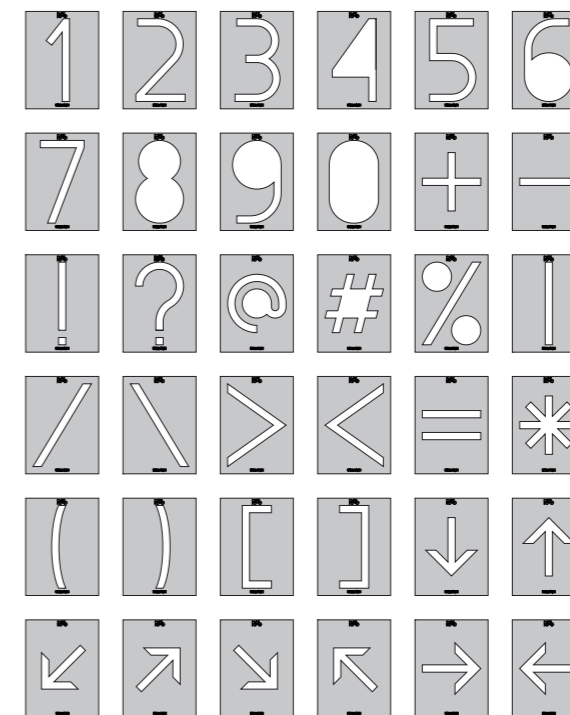 1 2 3 4 5 6
7 8 9 0 + −
! ? @ # % |
/ \ > < = *
( ) [ ] ↓ ↑
↙ ↗ ↘ ↖ → ←